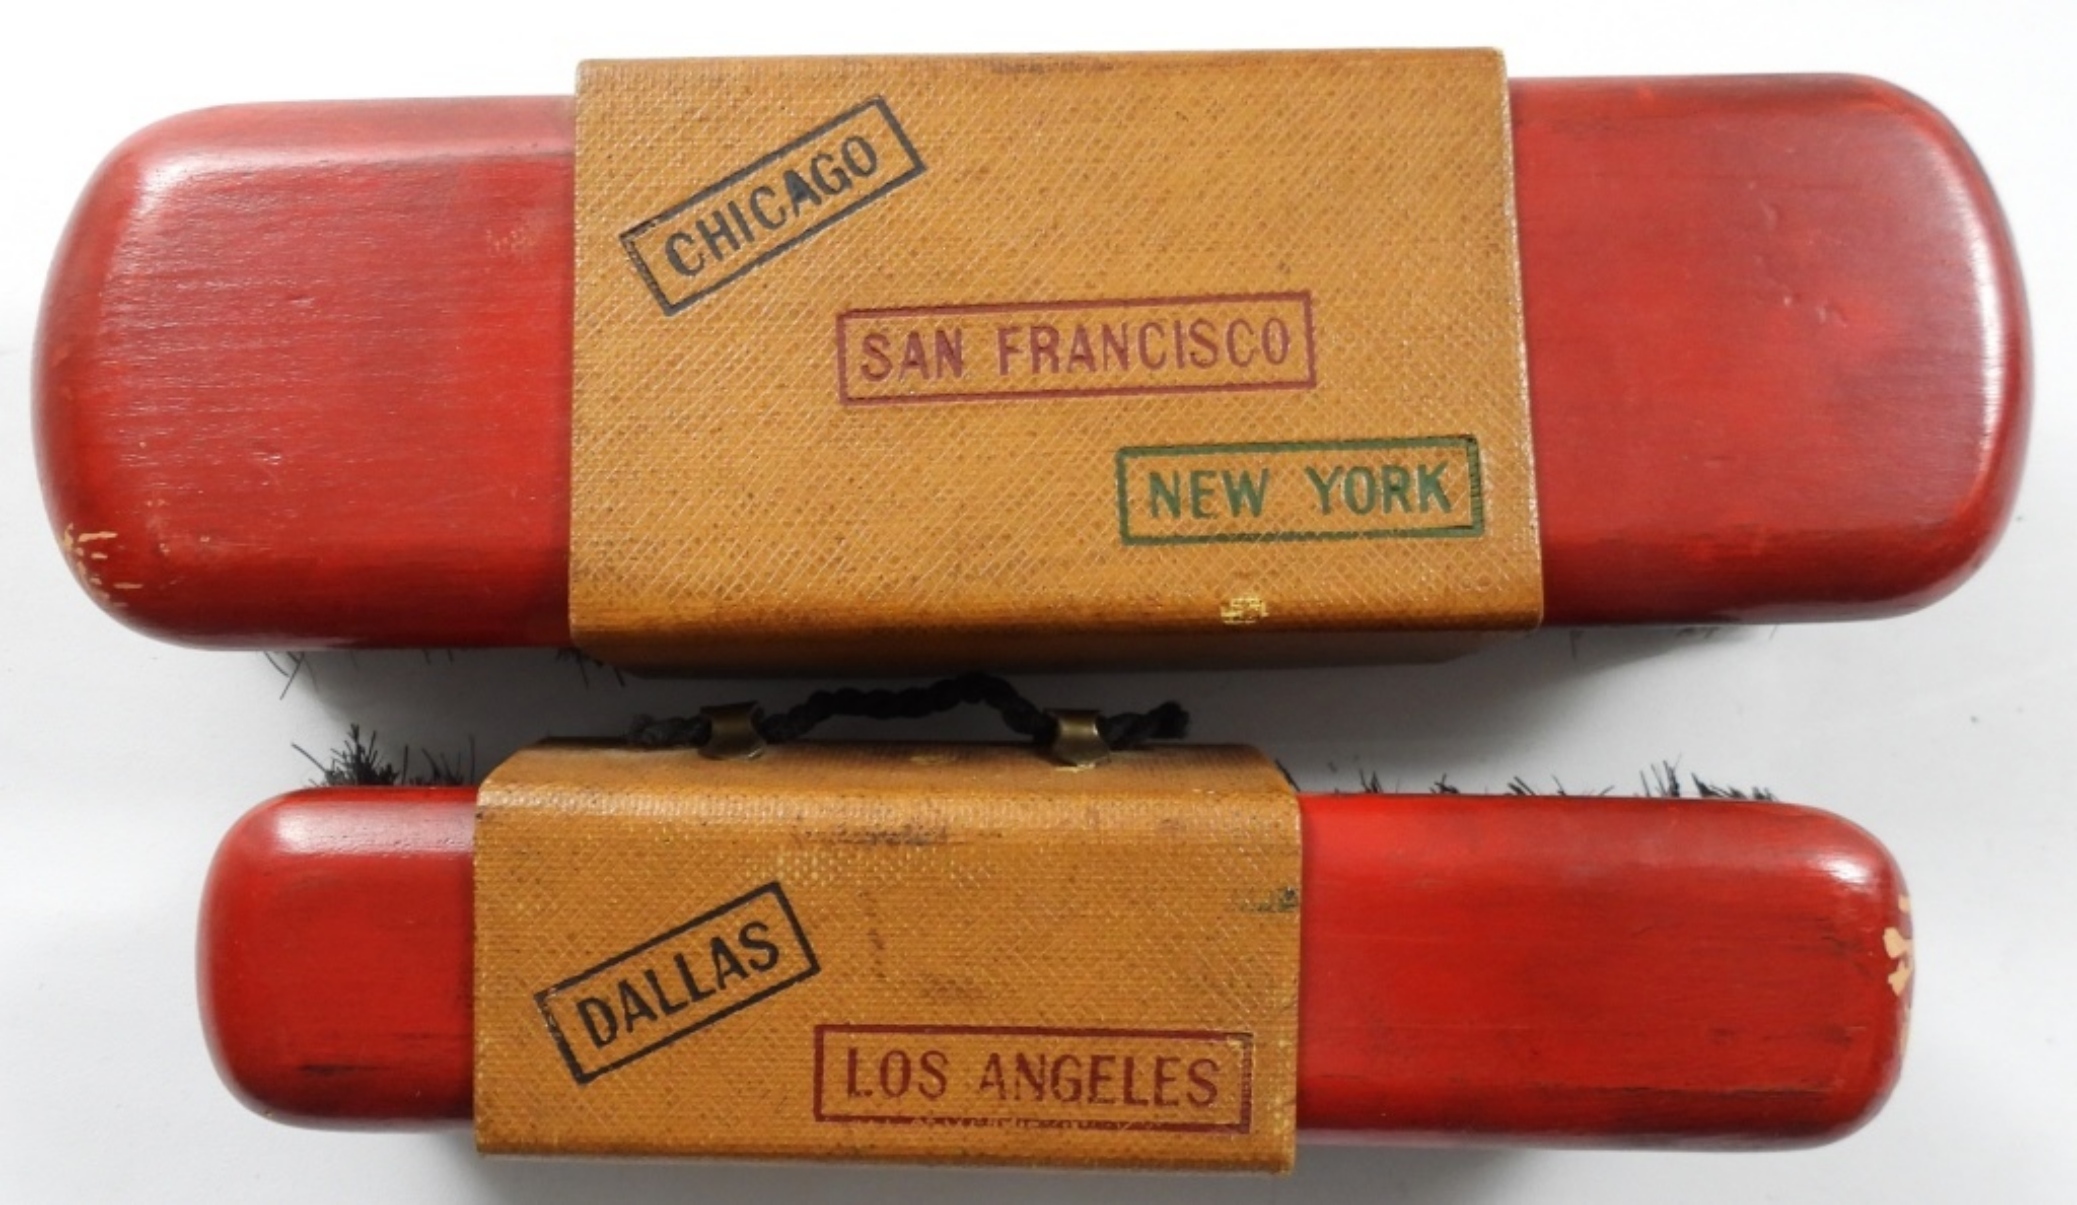 CHICAGO
SAN FRANCISCO
NEW YORK
DALLAS
LOS ANGELES